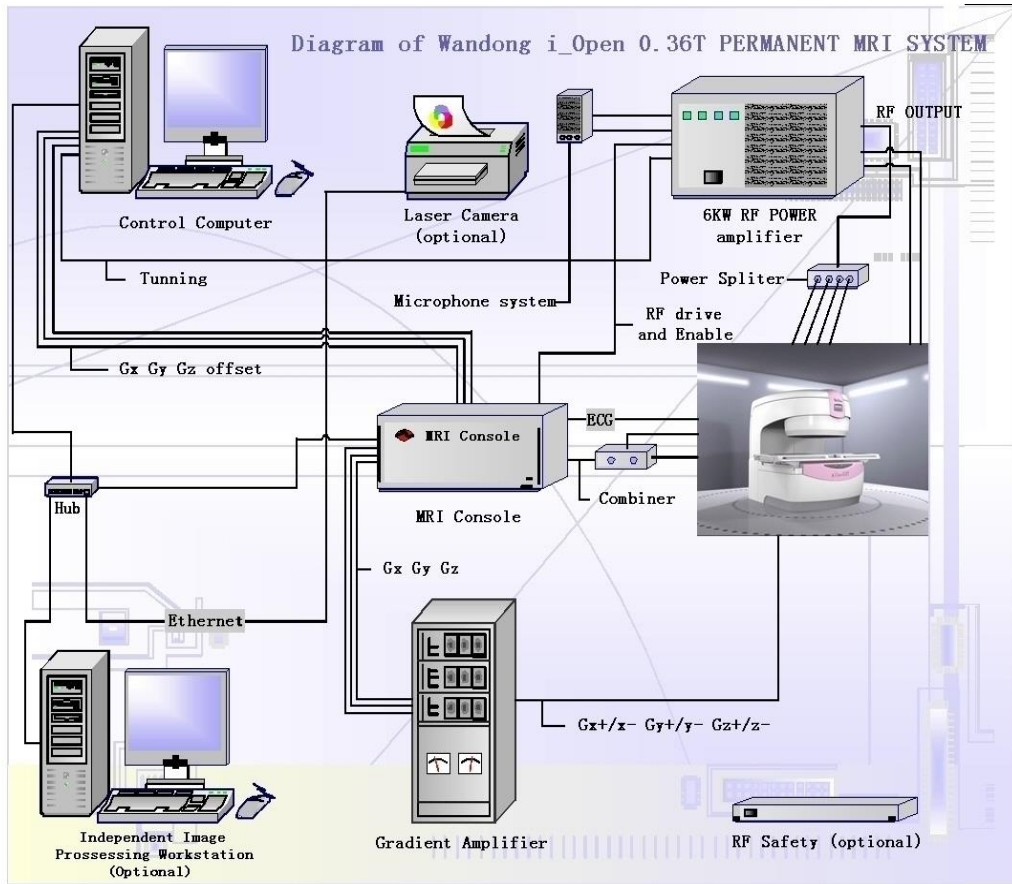 Diagram of Wandong i_Open 0.36T PERMANENT MRI SYSTEM
RF OUTPUT
Control Computer
Laser Camera
(optional)
6KW RF POWER
amplifier
Tunning
Power Spliter
Microphone system
RF drive
and Enable
Gx Gy Gz offset
ECG
MRI Console
Combiner
Hub
MRI Console
Gx Gy Gz
Ethernet
Gx+/x- Gy+/y- Gz+/z-
Independent Image
Prossessing Workstation
(Optional)
Gradient Amplifier
RF Safety (optional)